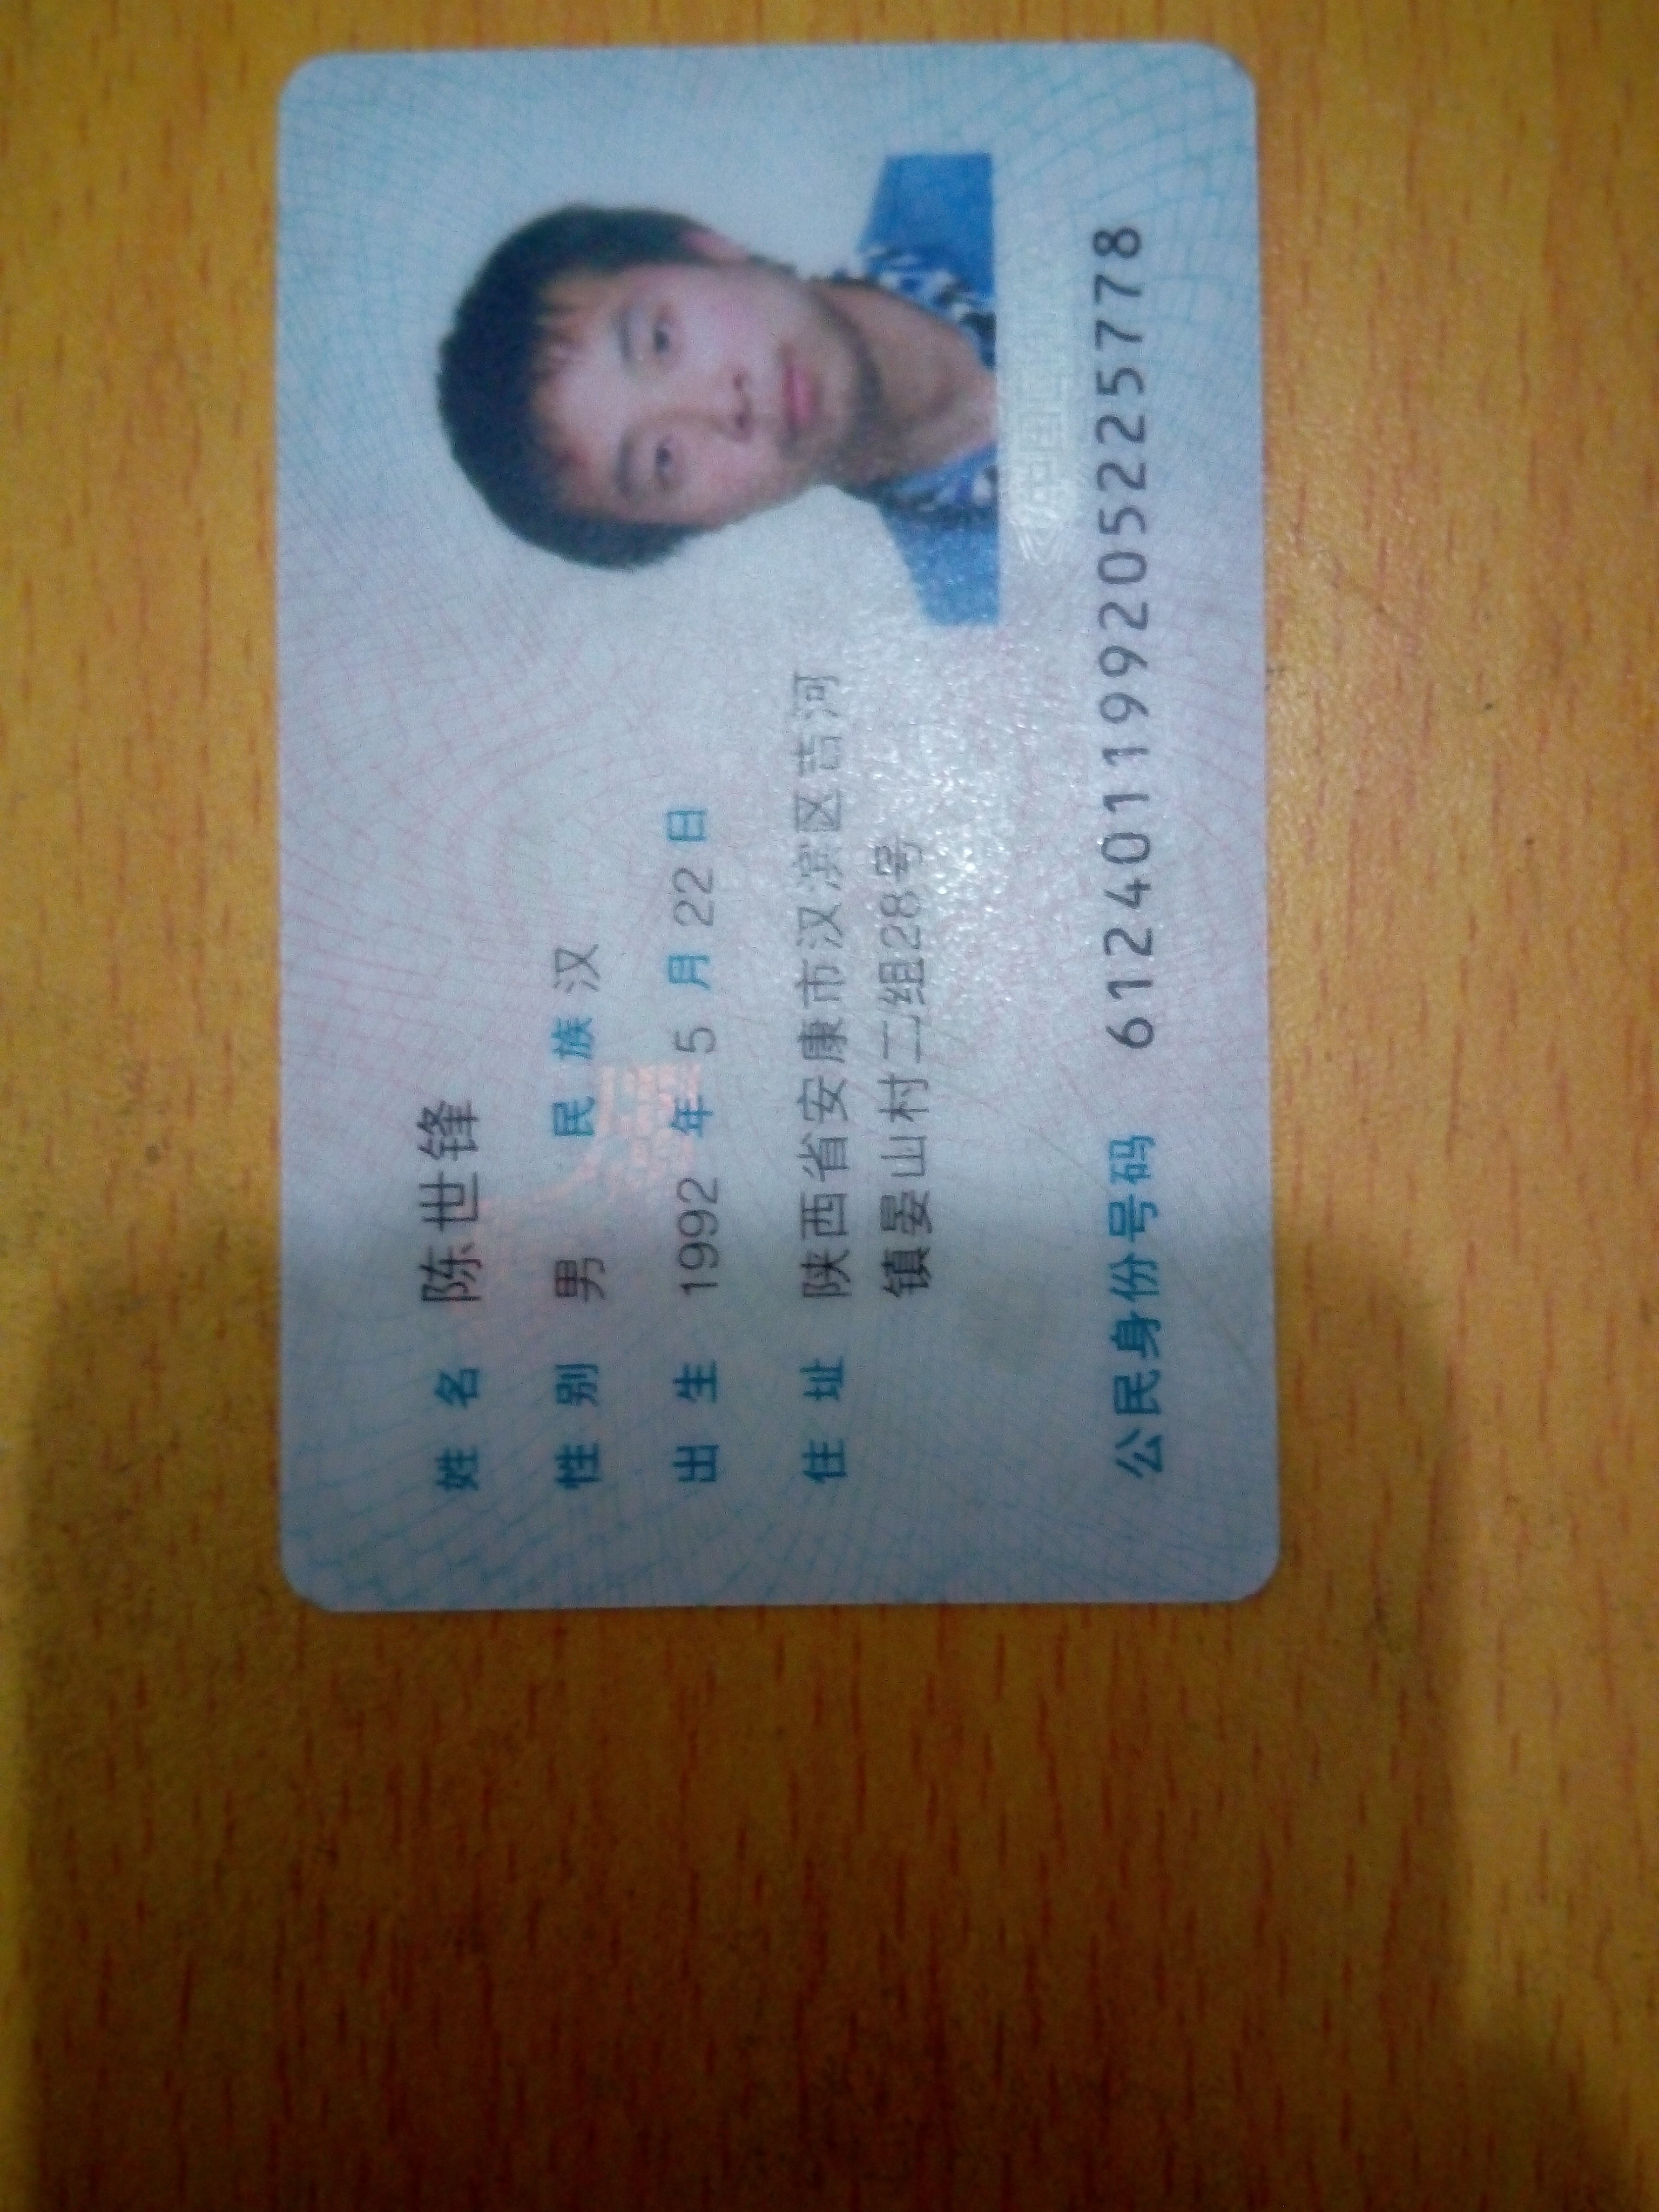 姓名 陈世锋
性别 男 民族 汉
出生 1992 年 5 月 22 日
住址 陕西省安康市汉滨区吉河
镇晏山村二组28号
公民身份号码 612401199205225778